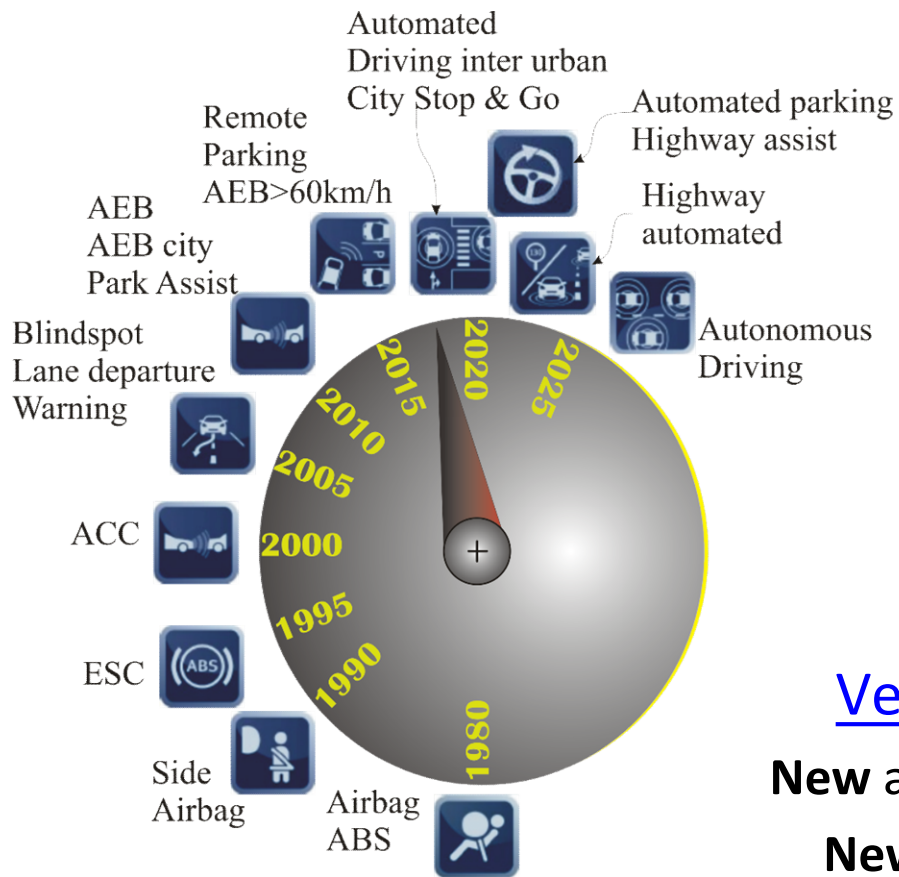 Automated
Driving inter urban
City Stop & Go
Automated parking
Highway assist
Remote
Parking
AEB>60km/h
Highway
automated
AEB
AEB city
Park Assist
Autonomous
Driving
Blindspot
Lane departure
Warning
ACC
ESC
ABS
Side
Airbag
Airbag
ABS
1980
1990
1995
2000
2005
2010
2015
2020
2025
P
130
Ve
New a
New